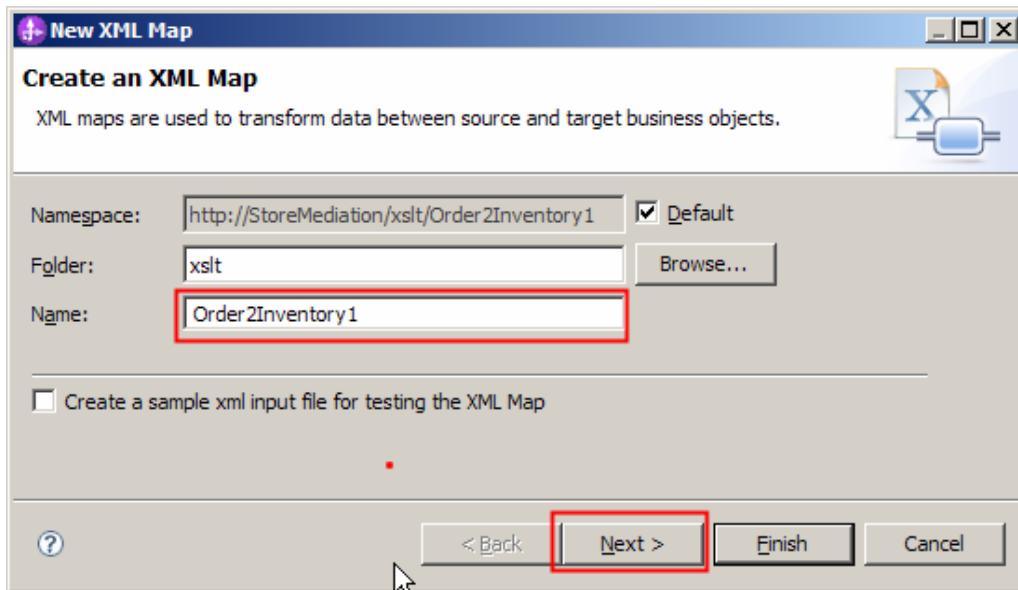 New XML Map
Create an XML Map
XML maps are used to transform data between source and target business objects.
Namespace: http://StoreMediation/xslt/Order2Inventory1 Default
Folder: xslt Browse...
Name: Order2Inventory1
Create a sample xml input file for testing the XML Map
? < Back Next > Finish Cancel